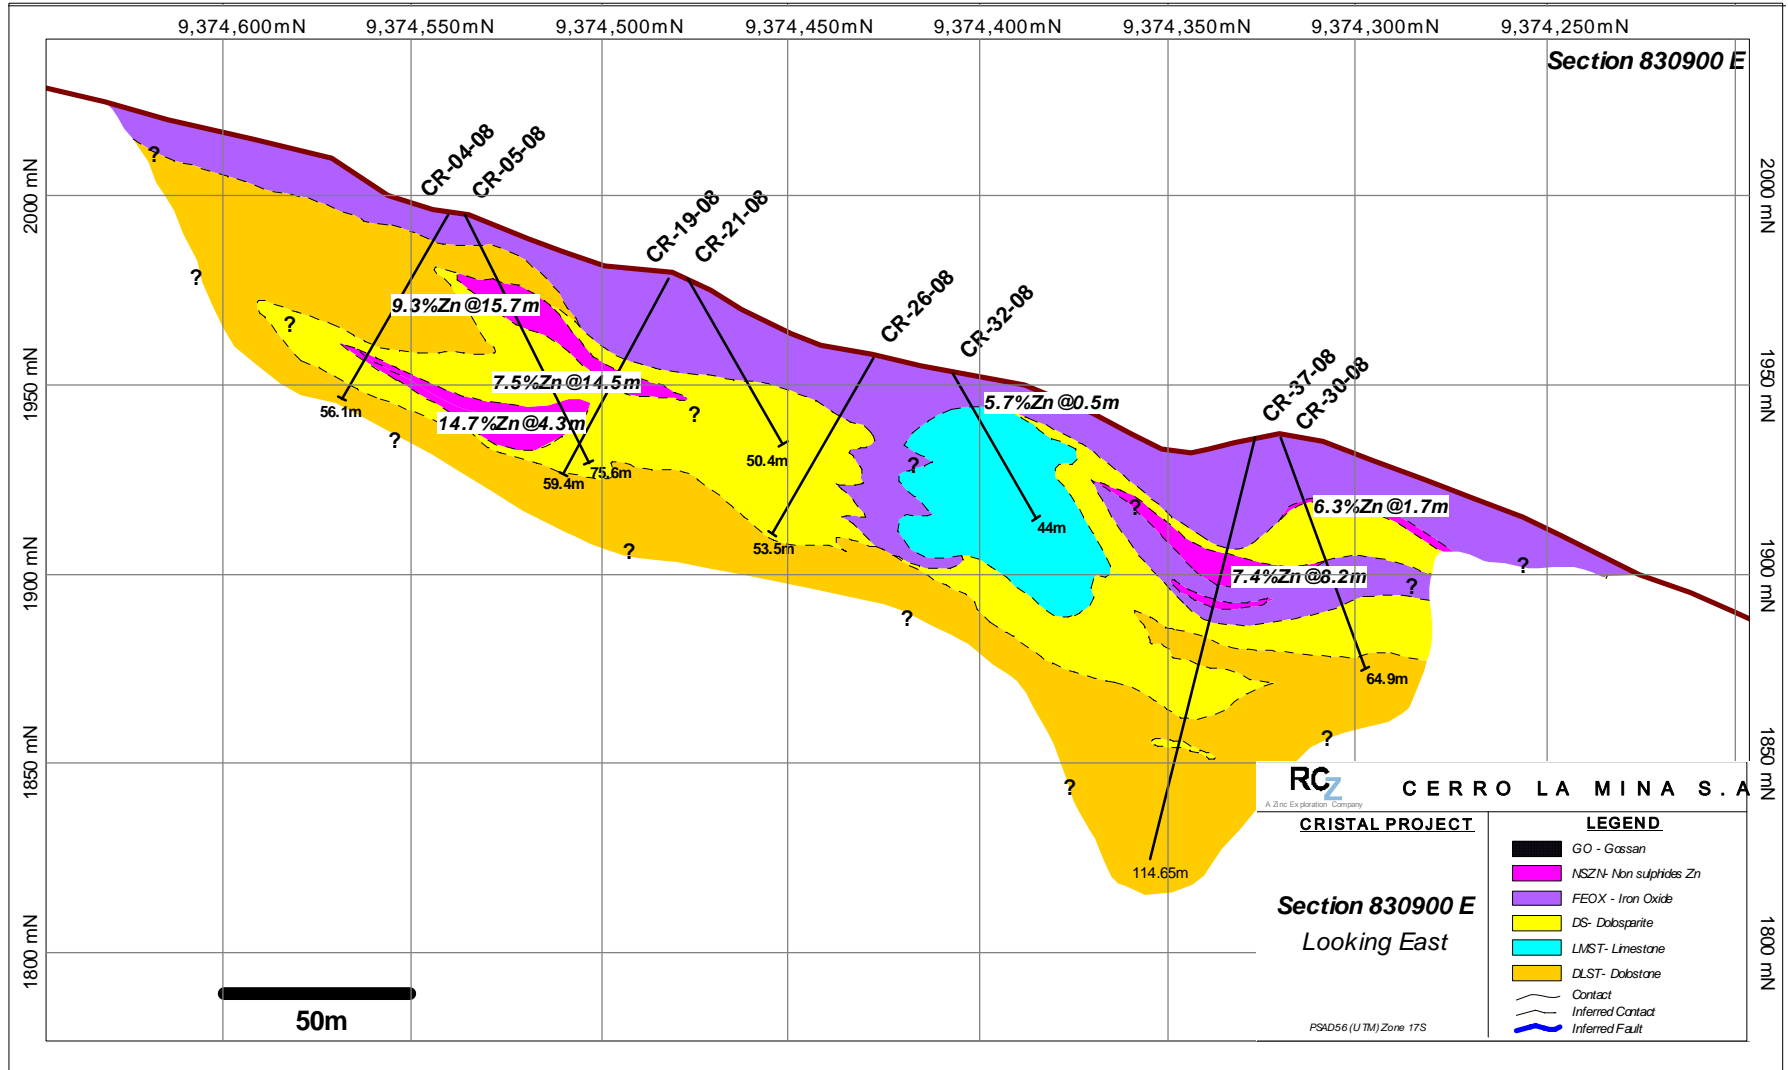 9,374,600mN 9,374,550mN 9,374,500mN 9,374,450mN 9,374,400mN 9,374,350mN 9,374,300mN 9,374,250mN
Section 830900 E
2000 mN
1950 mN
1900 mN
1850 mN
1800 mN
2000 mN
1950 mN
1900 mN
1850 mN
1800 mN
CR-04-08
CR-05-08
CR-19-08
CR-21-08
CR-26-08
CR-32-08
CR-37-08
CR-30-08
?
?
?
?
?
?
?
?
?
?
?
?
?
?
9.3%Zn@15.7m
7.5%Zn@14.5m
14.7%Zn@4.3m
5.7%Zn@0.5m
6.3%Zn@1.7m
7.4%Zn@8.2m
56.1m
59.4m
75.6m
50.4m
53.5m
44m
64.9m
114.65m
50m
RCZ
A Zinc Exploration Company
CERRO LA MINA S.A
CRISTAL PROJECT
Section 830900 E
Looking East
PSAD56 (UTM) Zone 17S
LEGEND
GO - Gossan
NSZN- Non sulphides Zn
FEOX - Iron Oxide
DS- Dolosparite
LMST- Limestone
DLST- Dolostone
Contact
Inferred Contact
Inferred Fault